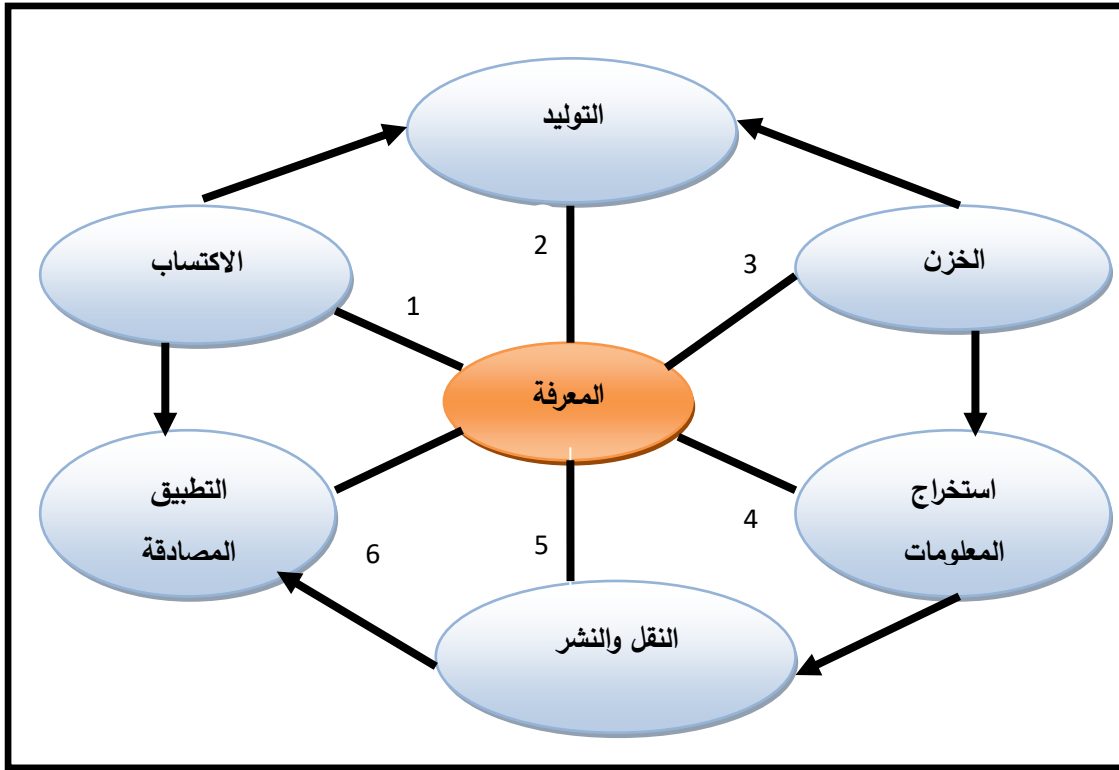 التوليد
الاكتساب
2
3
الخزن
1
المعرفة
التطبيق
المصادقة
استخراج
المعلومات
6
5
4
النقل والنشر